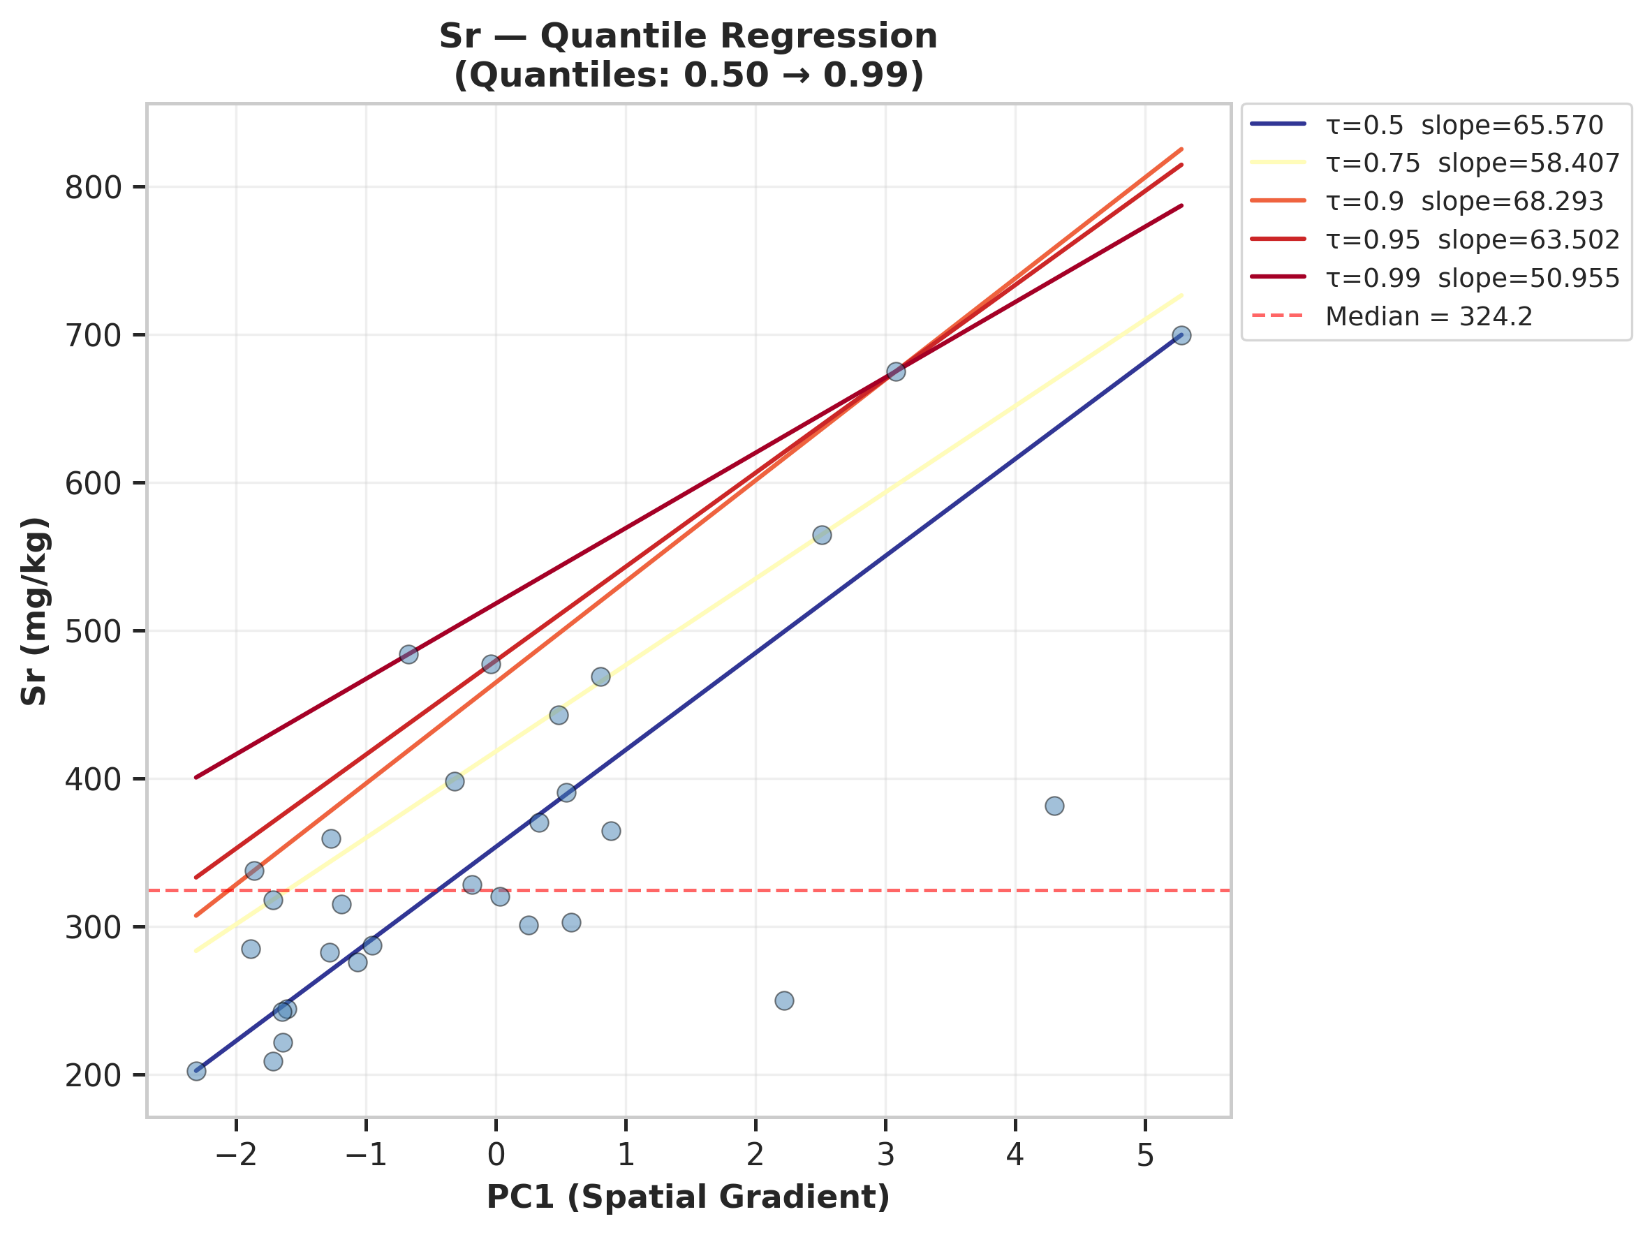 Sr — Quantile Regression
(Quantiles: 0.50 → 0.99)
τ=0.5 slope=65.570
τ=0.75 slope=58.407
τ=0.9 slope=68.293
τ=0.95 slope=63.502
τ=0.99 slope=50.955
Median = 324.2
Sr (mg/kg)
800
700
600
500
400
300
200
−2 −1 0 1 2 3 4 5
PC1 (Spatial Gradient)